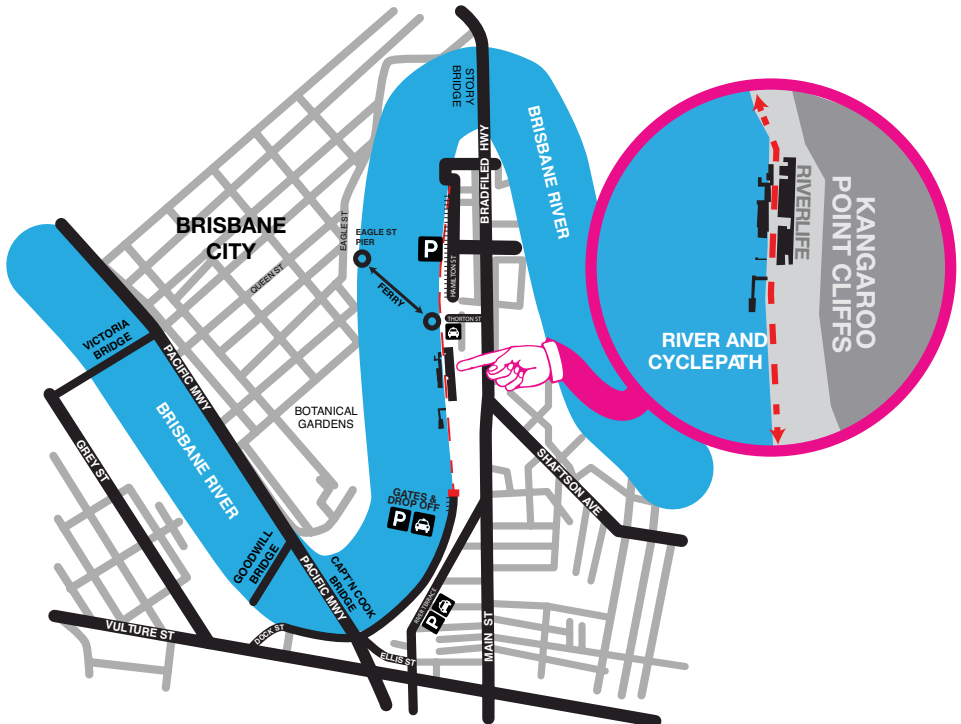 STORY
BRIDGE
BRADFILED HWY
BRISBANE RIVER
BRISBANE
CITY
EAGLE ST
EAGLE ST
PIER
QUEEN ST
P
HAMILTON ST
FERRY
THORTON ST
VICTORIA
BRIDGE
PACIFIC MWY
BRISBANE RIVER
BOTANICAL
GARDENS
GREY ST
GATES &
DROP OFF
P
GOODWILL
BRIDGE
PACIFIC MWY
CAPT'N COOK
BRIDGE
RIVER TERRACE
P
SHAFTSON AVE
MAIN ST
VULTURE ST
DOCK ST
ELLIS ST
RIVERLIFE
KANGAROO
POINT CLIFFS
RIVER AND
CYCLEPATH